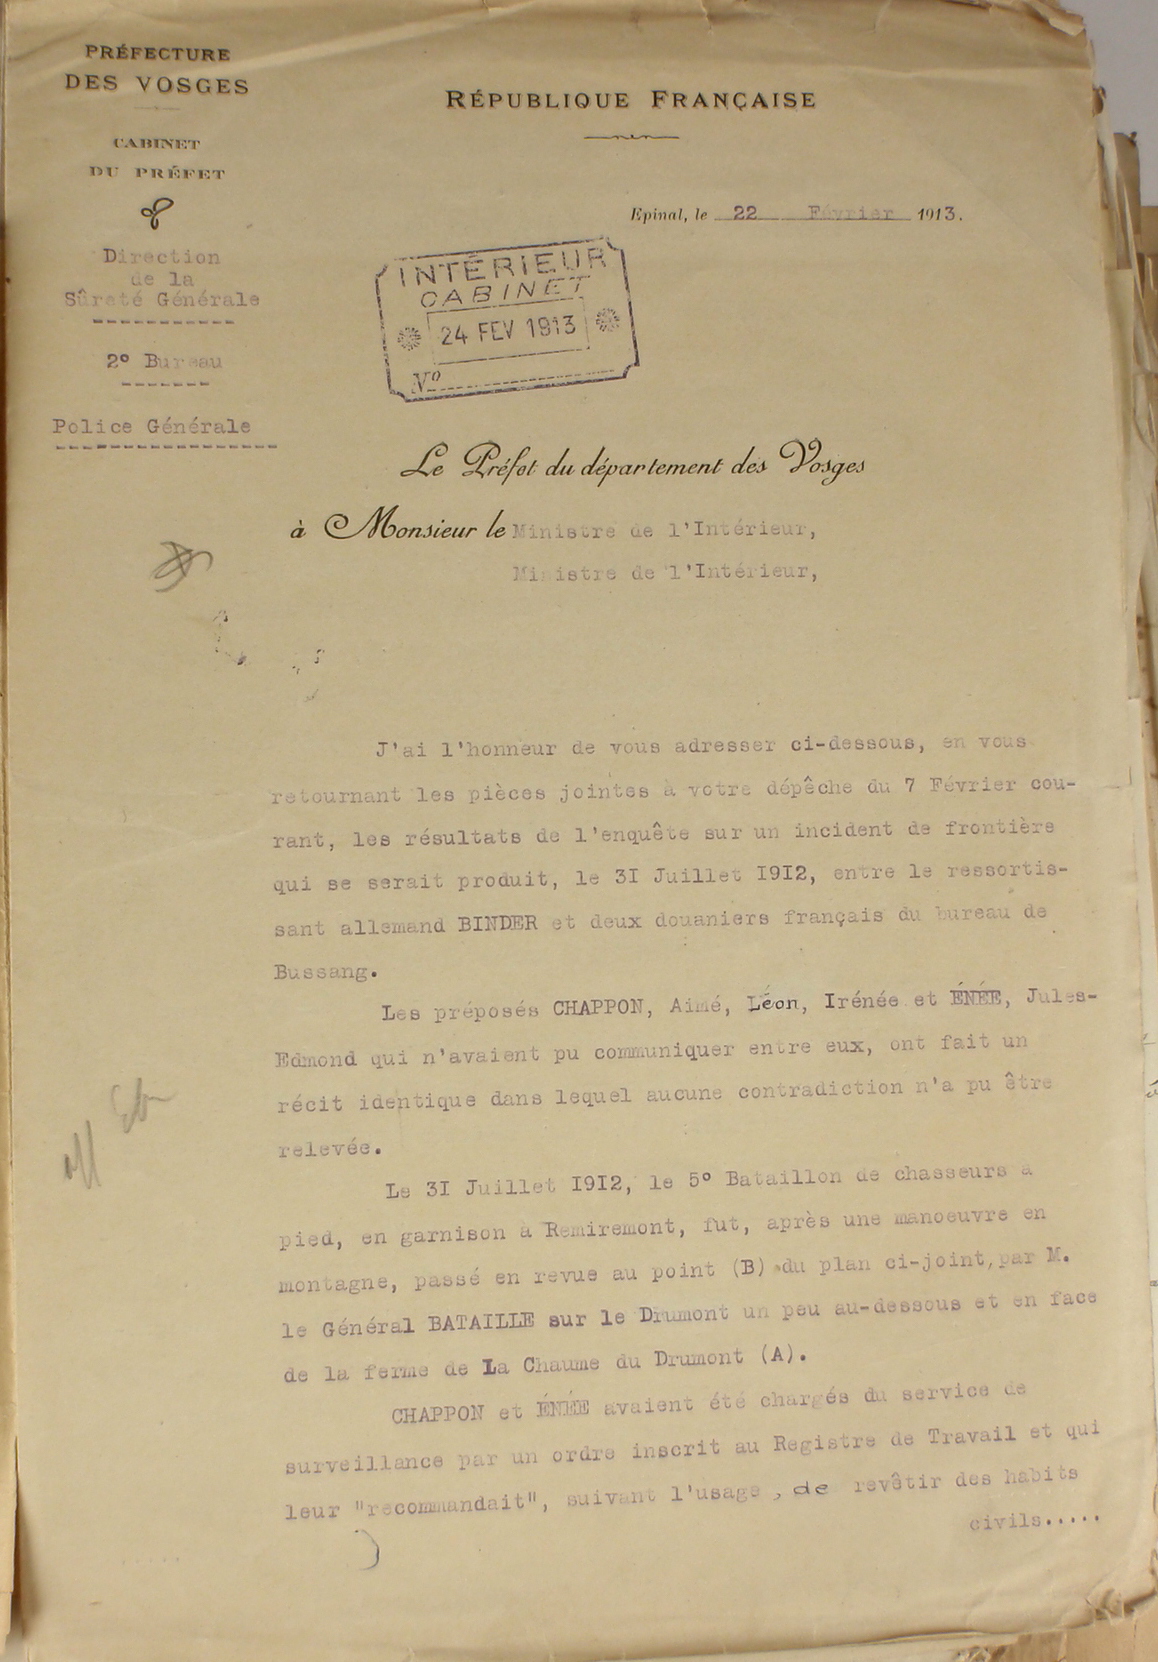 PRÉFECTURE
DES VOSGES
CABINET
DU PRÉFET
Direction
de la
Sûreté Générale
2° Bureau
Police Générale
RÉPUBLIQUE FRANÇAISE
Epinal, le 22 Février 1913.
INTÉRIEUR
CABINET
24 FEV 1913
N°
Le Préfet du département des Vosges
à Monsieur le Ministre de l'Intérieur,
Ministre de l'Intérieur,
J'ai l'honneur de vous adresser ci-dessous, en vous
retournant les pièces jointes à votre dépêche du 7 Février cou-
rant, les résultats de l'enquête sur un incident de frontière
qui se serait produit, le 3I Juillet I9I2, entre le ressortis-
sant allemand BINDER et deux douaniers français du bureau de
Bussang.
Les préposés CHAPPON, Aimé, Léon, Irénée et ÉNÉE, Jules-
Edmond qui n'avaient pu communiquer entre eux, ont fait un
récit identique dans lequel aucune contradiction n'a pu être
relevée.
Le 3I Juillet I9I2, le 5° Bataillon de chasseurs à
pied, en garnison à Remiremont, fut, après une manoeuvre en
montagne, passé en revue au point (B) du plan ci-joint, par M.
le Général BATAILLE sur le Drumont un peu au-dessous et en face
de la ferme de La Chaume du Drumont (A).
CHAPPON et ÉNÉE avaient été chargés du service de
surveillance par un ordre inscrit au Registre de Travail et qui
leur "recommandait", suivant l'usage, de revêtir des habits
civils.....